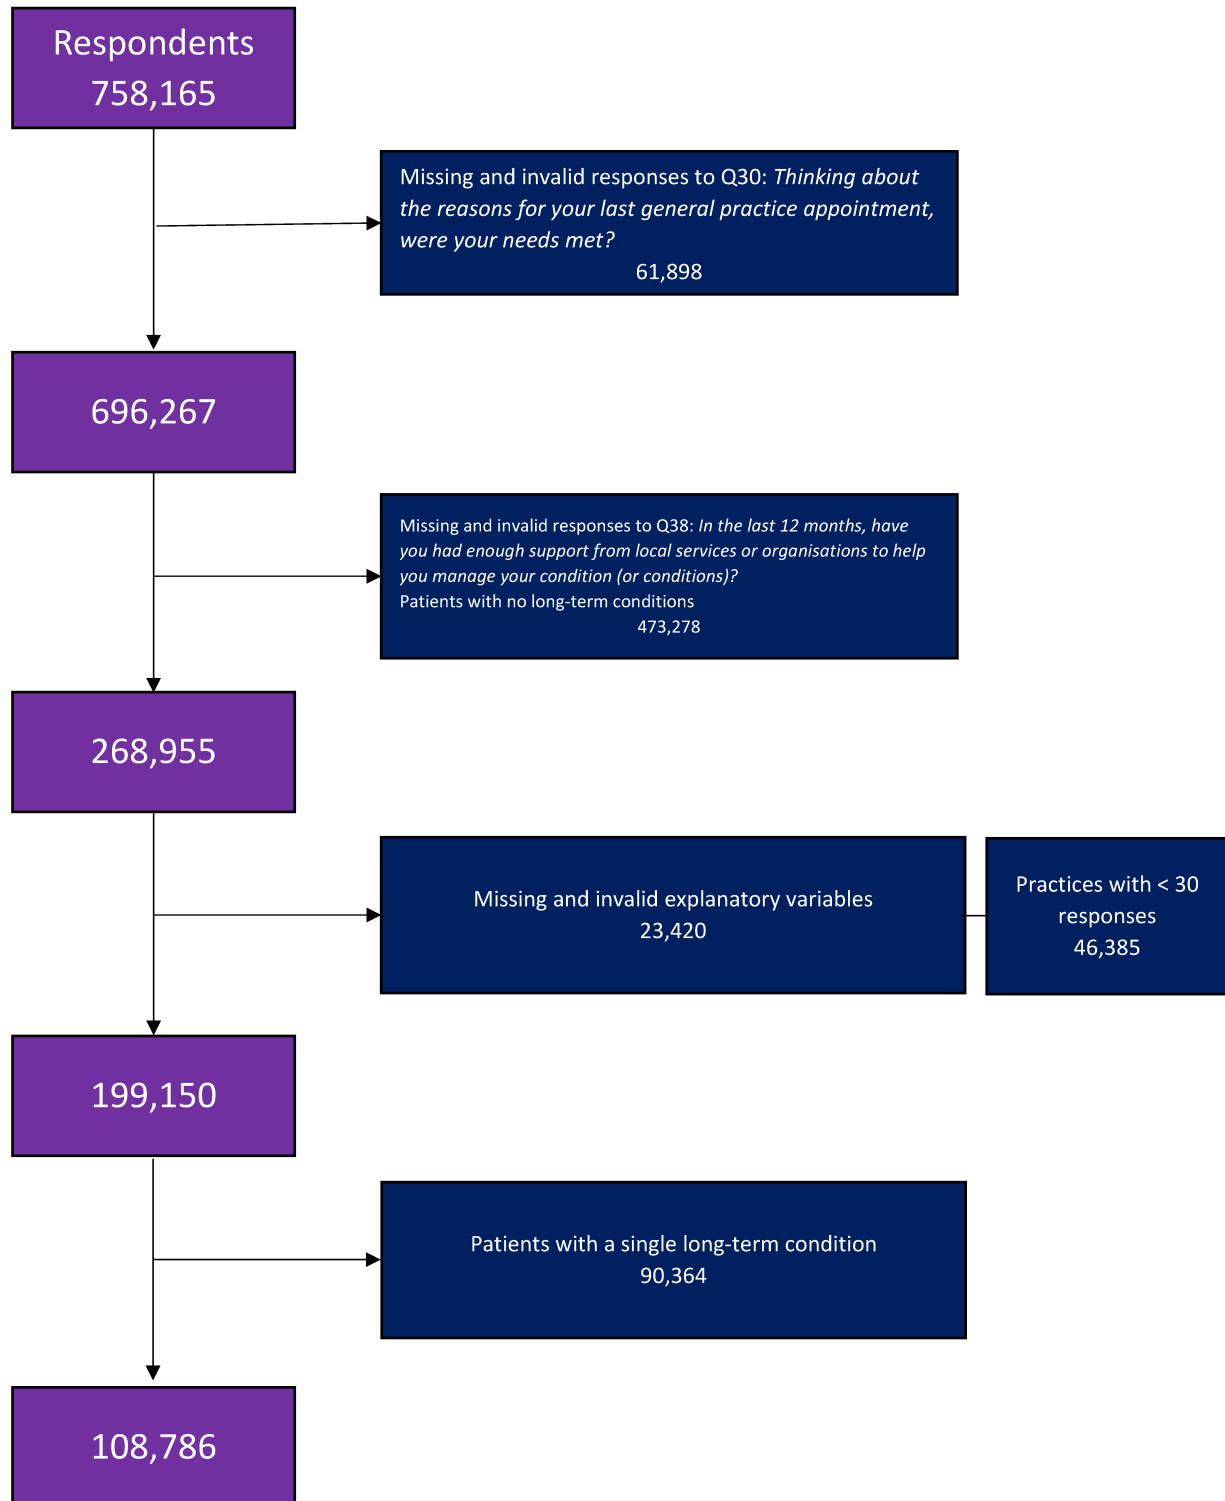 Respondents
758,165
Missing and invalid responses to Q30: Thinking about
the reasons for your last general practice appointment,
were your needs met?
61,898
696,267
Missing and invalid responses to Q38: In the last 12 months, have
you had enough support from local services or organisations to help
you manage your condition (or conditions)?
Patients with no long-term conditions
473,278
268,955
Missing and invalid explanatory variables
23,420
Practices with < 30
responses
46,385
199,150
Patients with a single long-term condition
90,364
108,786